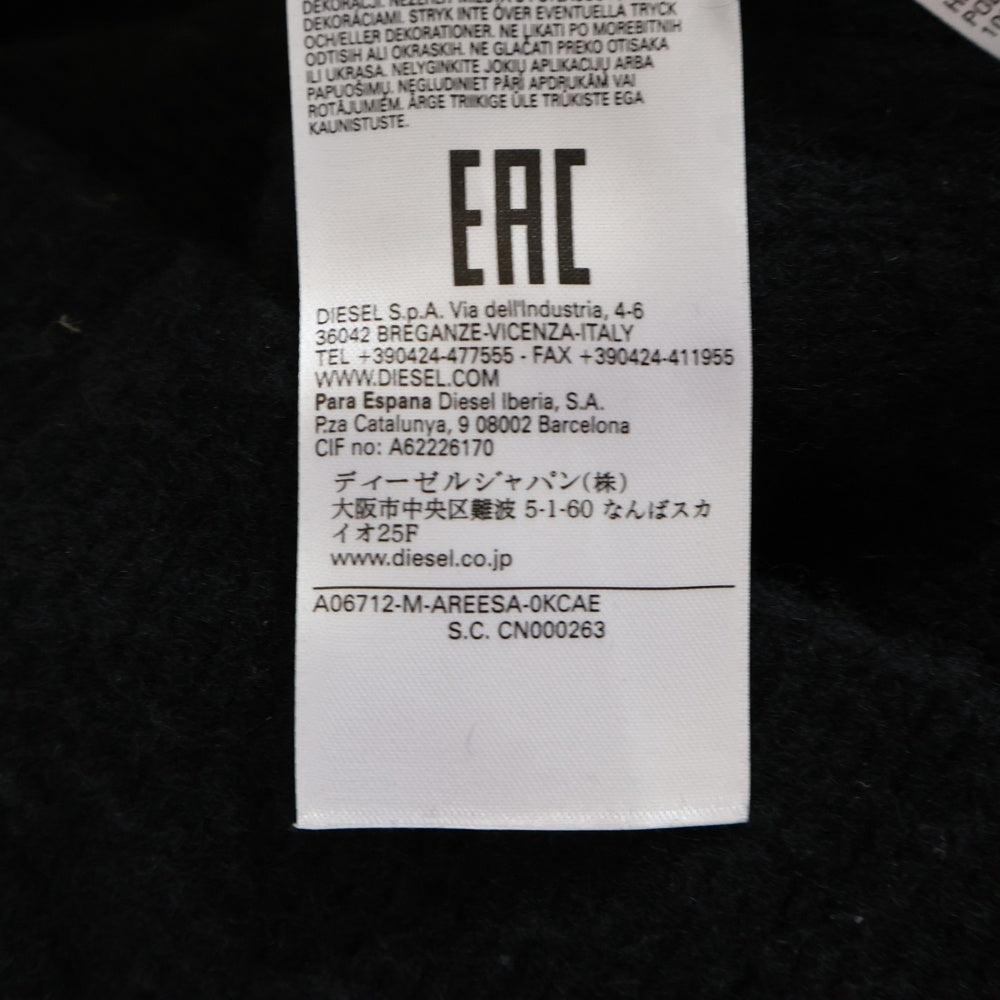 DEKORĀCIJĀM. STRYK INTE ÖVER EVENTUELLA TRYCK
OCH/ELLER DEKORATIONER. NE LIKATI PO MOREBITNIH
ODTISIH ALI OKRASKIH. NE GLAČATI PREKO OTISAKA
ILI UKRASA. NELYGINKITE JOKIŲ APLIKACIJŲ ARBA
PAPUOŠIMŲ. NEGLUDINIET PĀRI APDRUKĀM VAI
ROTĀJUMIEM. ÄRGE TRIIKIGE ÜLE TRÜKISTE EGA
KAUNISTUSTE.
EAC
DIESEL S.p.A. Via dell'Industria, 4-6
36042 BREGANZE-VICENZA-ITALY
TEL +390424-477555 - FAX +390424-411955
WWW.DIESEL.COM
Para Espana Diesel Iberia, S.A.
P.za Catalunya, 9 08002 Barcelona
CIF no: A62226170
ディーゼルジャパン(株)
大阪市中央区難波 5-1-60 なんばスカ
イオ25F
www.diesel.co.jp
A06712-M-AREESA-0KCAE
S.C. CN000263